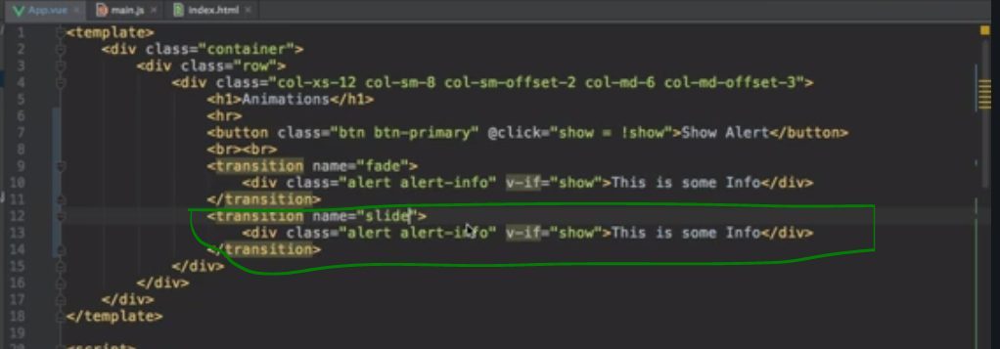 App.vue main.js index.html
1 <template>
2 <div class="container">
3 <div class="row">
4 <div class="col-xs-12 col-sm-8 col-sm-offset-2 col-md-6 col-md-offset-3">
5 <h1>Animations</h1>
6 <hr>
7 <button class="btn btn-primary" @click="show = !show">Show Alert</button>
8 <br><br>
9 <transition name="fade">
10 <div class="alert alert-info" v-if="show">This is some Info</div>
11 </transition>
12 <transition name="slide">
13 <div class="alert alert-info" v-if="show">This is some Info</div>
14 </transition>
15 </div>
16 </div>
17 </div>
18 </template>
19
20 <script>